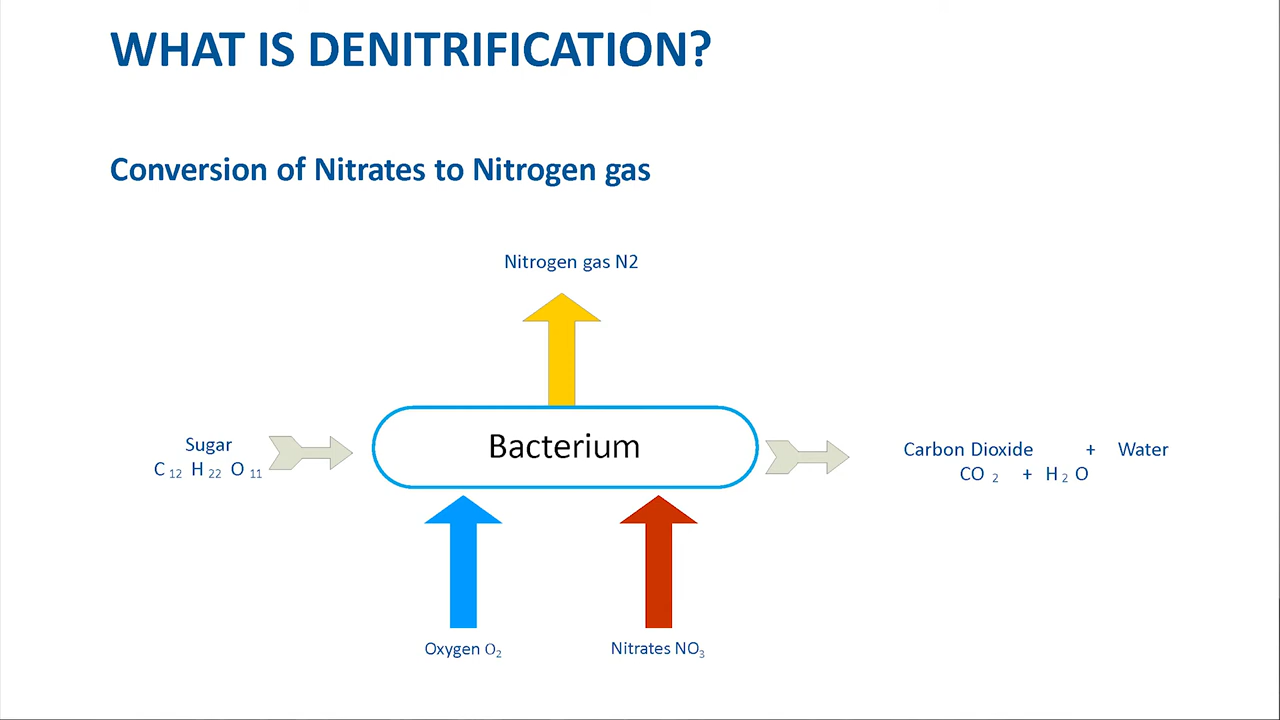 WHAT IS DENITRIFICATION?
Conversion of Nitrates to Nitrogen gas
Nitrogen gas N2
Sugar
C 12 H 22 O 11
Bacterium
Carbon Dioxide + Water
CO 2 + H 2 O
Oxygen O2
Nitrates NO3